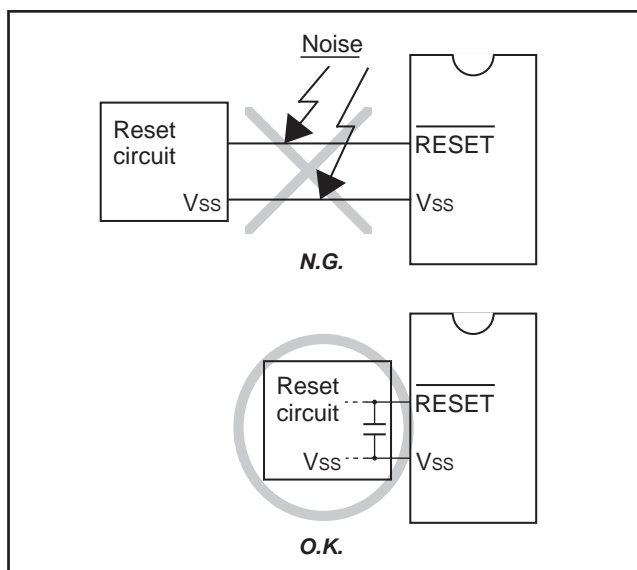 Noise
Reset
circuit
RESET
Vss
Vss
N.G.
Reset
circuit
RESET
Vss
Vss
O.K.